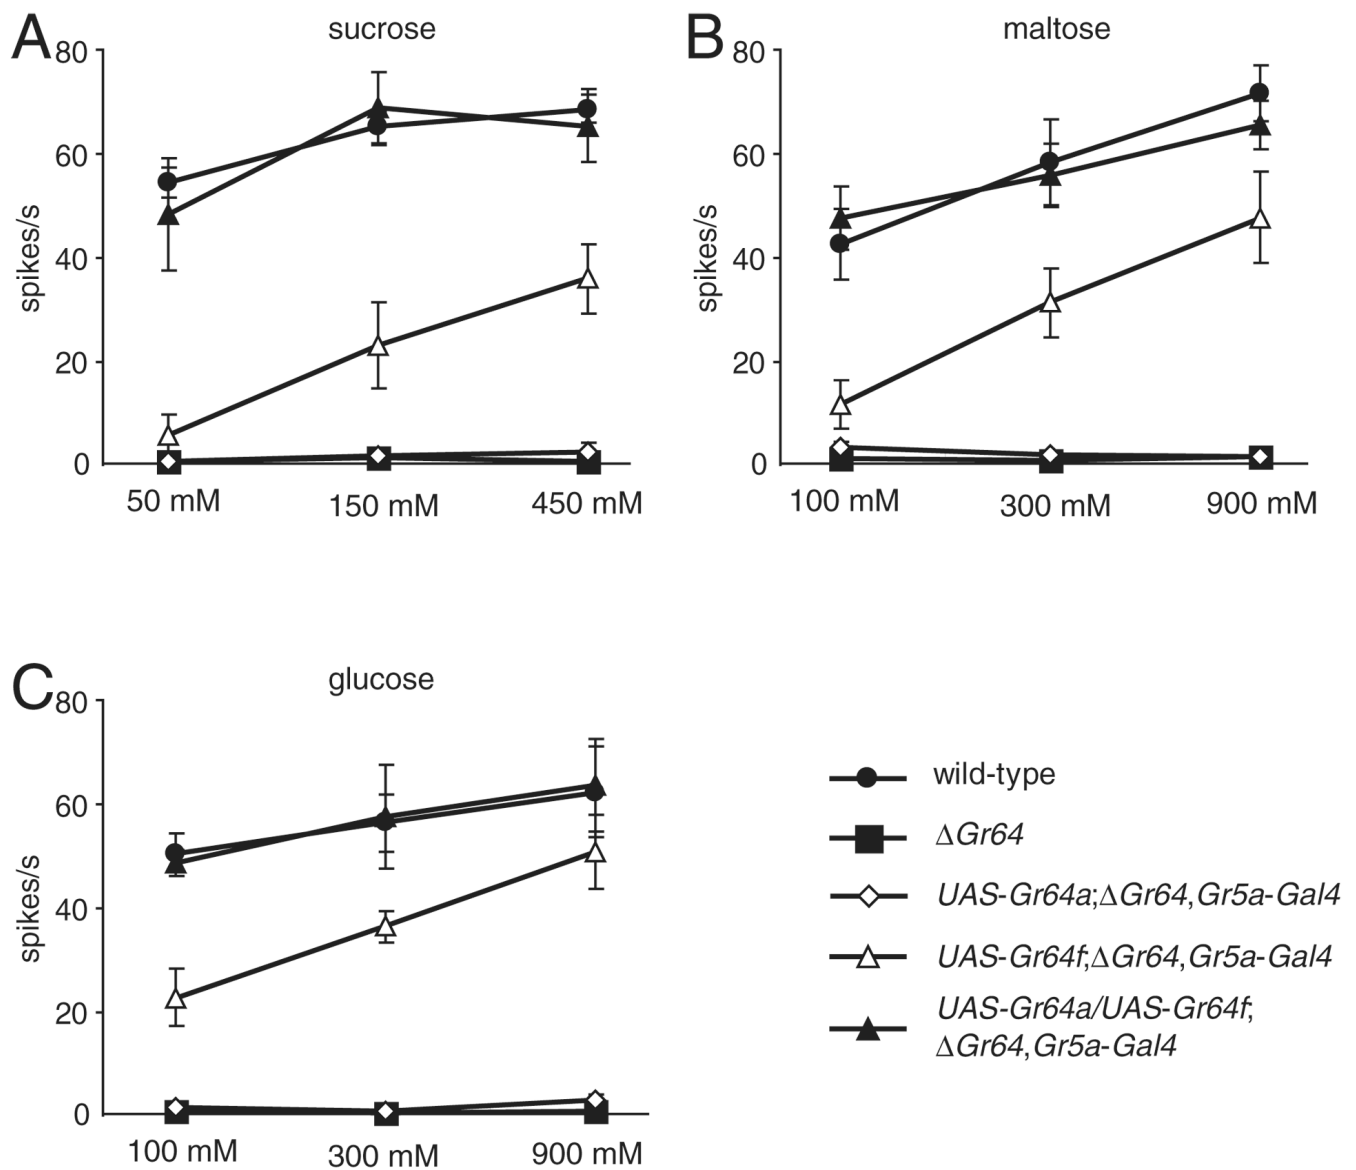 A
sucrose
80
60
40
20
0
spikes/s
50 mM
150 mM
450 mM
B
maltose
80
60
40
20
0
spikes/s
100 mM
300 mM
900 mM
C
glucose
80
60
40
20
0
spikes/s
100 mM
300 mM
900 mM
wild-type
ΔGr64
UAS-Gr64a;ΔGr64,Gr5a-Gal4
UAS-Gr64f;ΔGr64,Gr5a-Gal4
UAS-Gr64a/UAS-Gr64f;
ΔGr64,Gr5a-Gal4